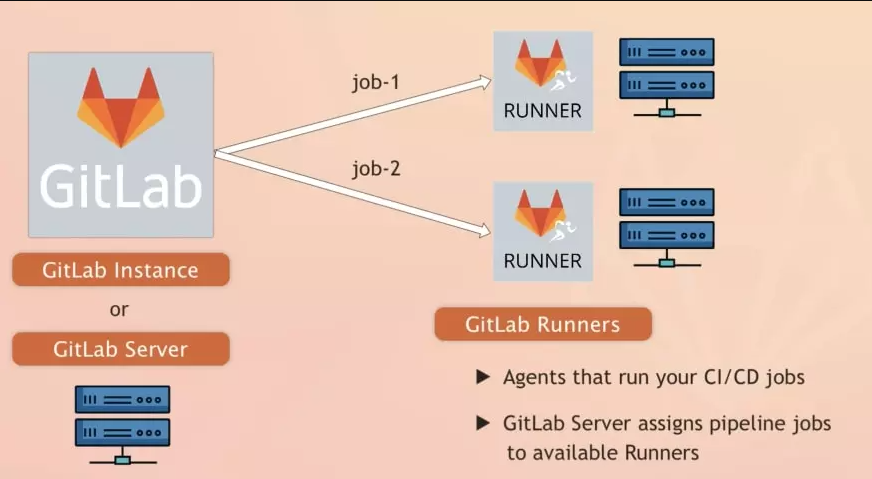 GitLab
GitLab Instance
or
GitLab Server
job-1
job-2
RUNNER
RUNNER
GitLab Runners
▶ Agents that run your CI/CD jobs
▶ GitLab Server assigns pipeline jobs
to available Runners